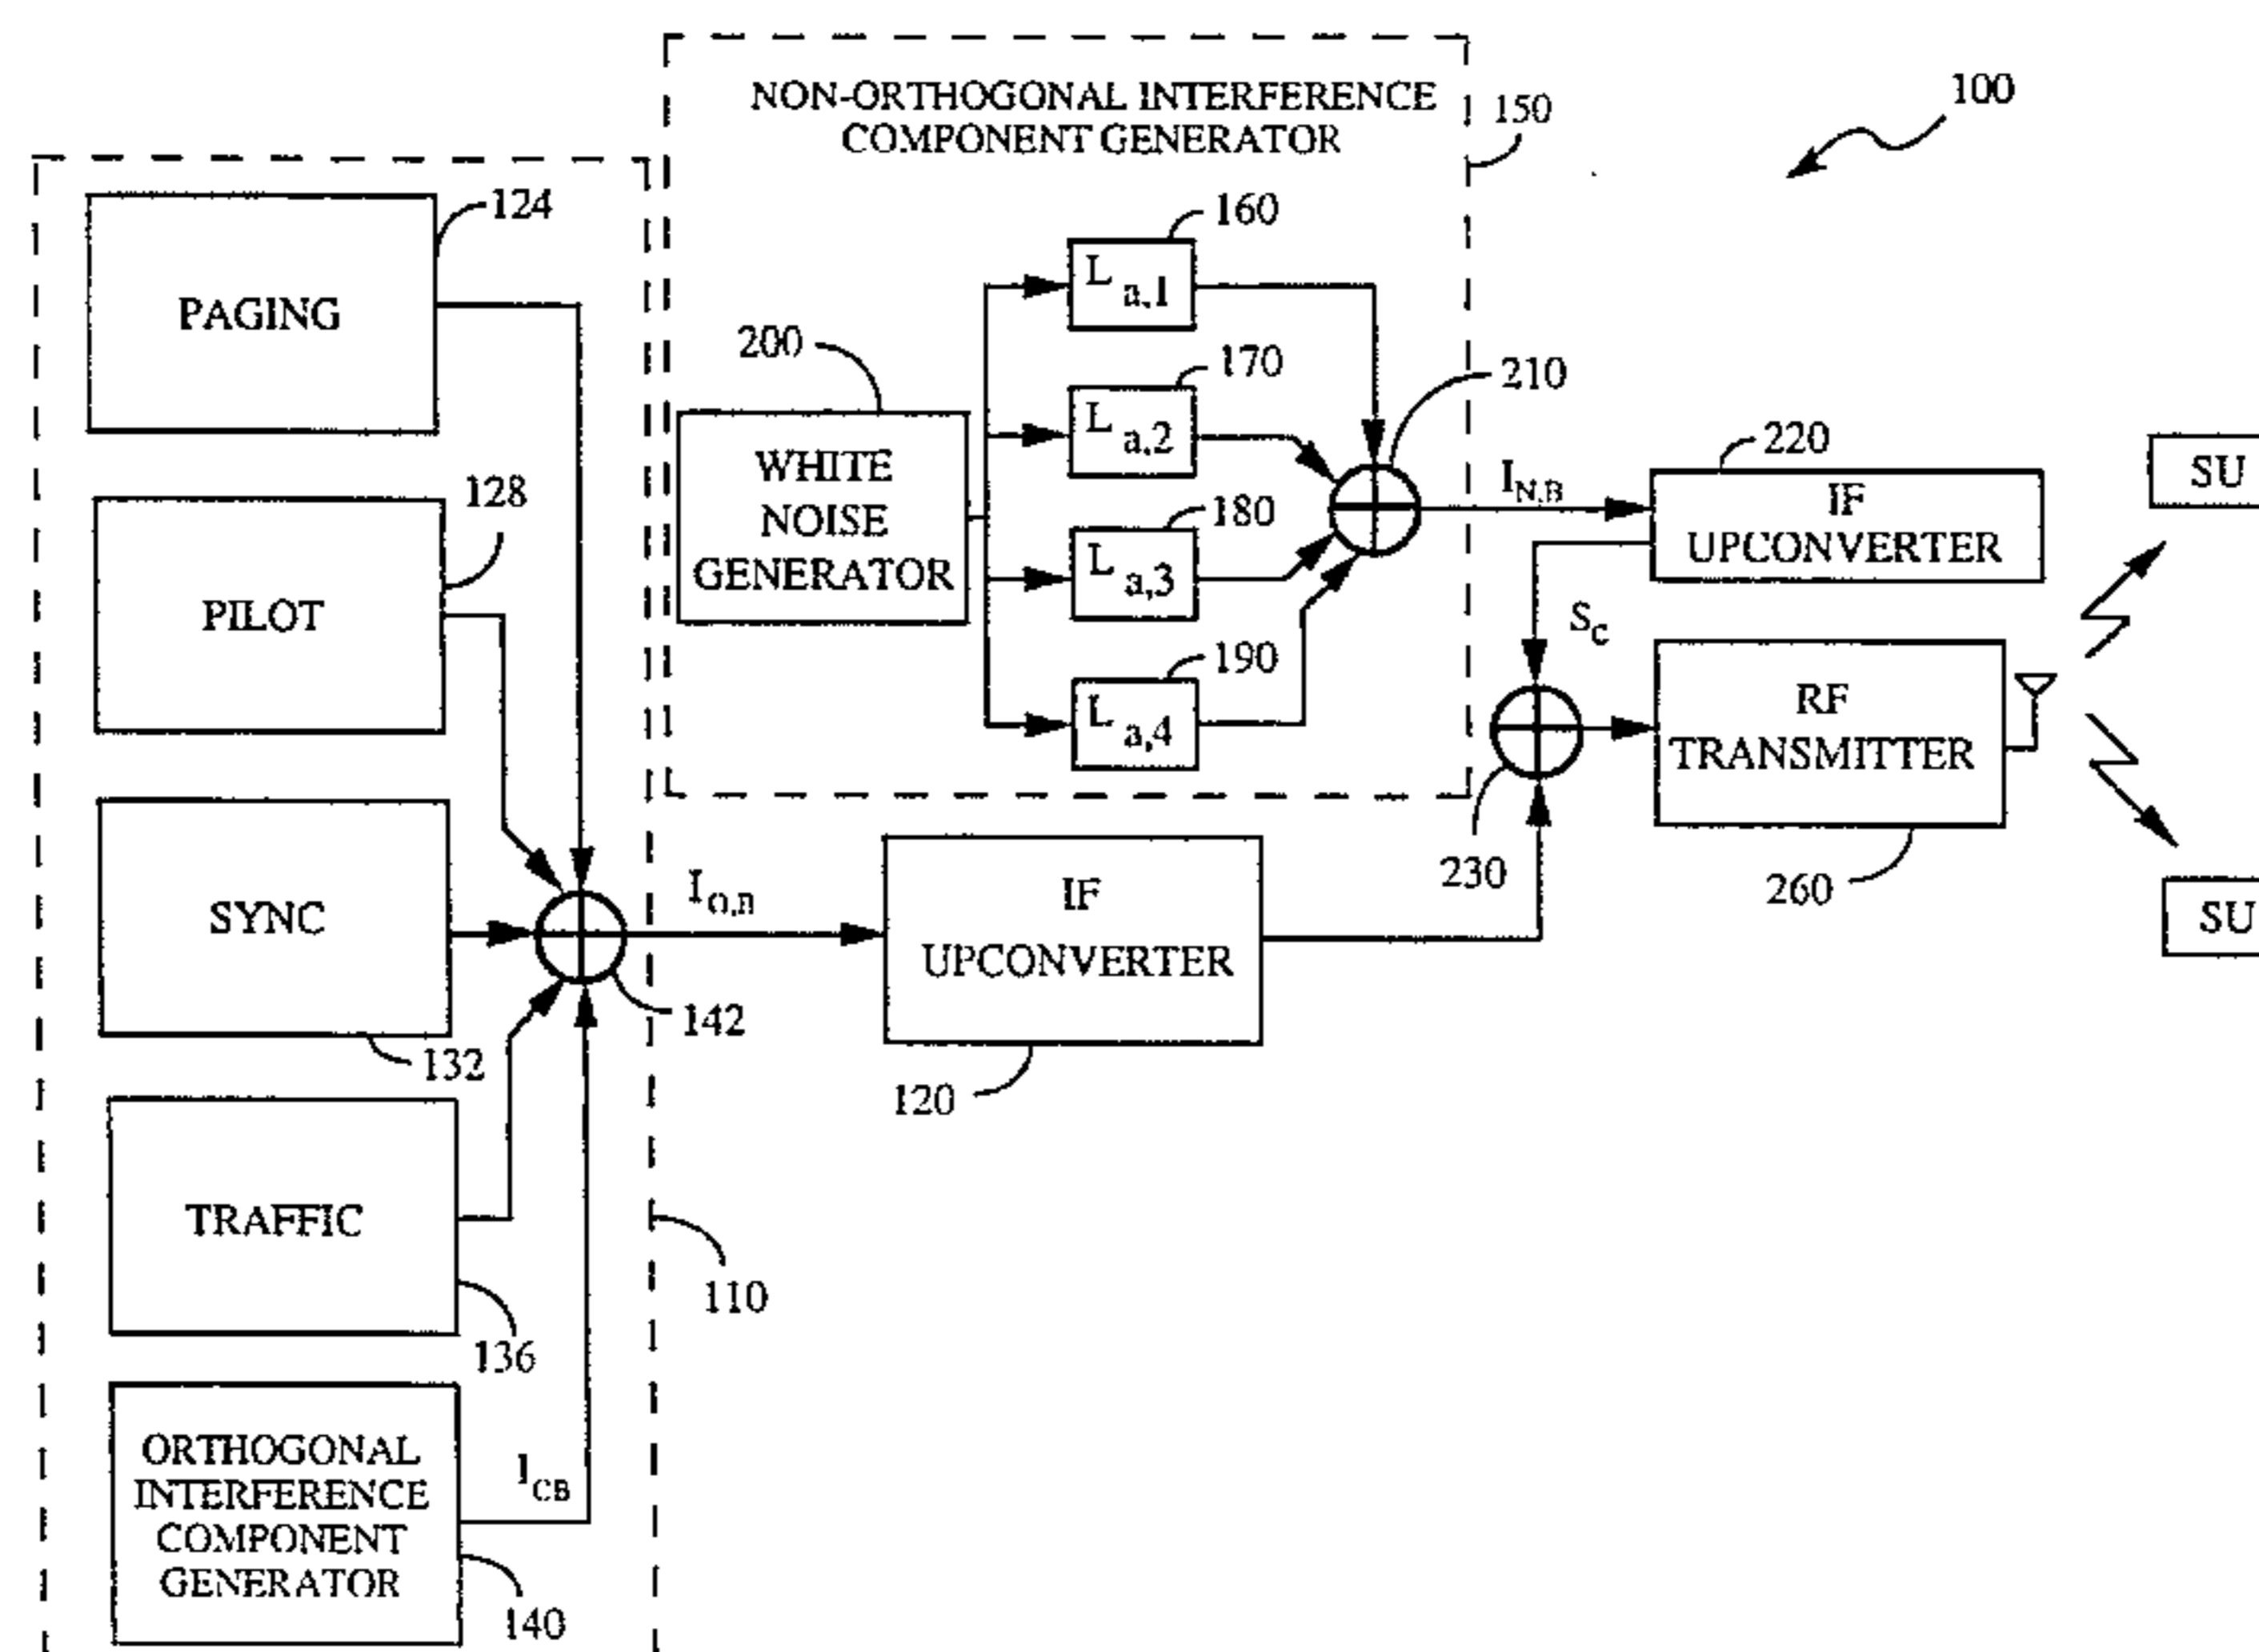 NON-ORTHOGONAL INTERFERENCE
COMPONENT GENERATOR
150
100
124
PAGING
160
L a,1
200
170
L a,2
210
WHITE
NOISE
GENERATOR
180
L a,3
I N,B
220
IF
UPCONVERTER
SU
128
PILOT
190
L a,4
S C
RF
TRANSMITTER
230
260
SU
SYNC
132
I O,n
142
IF
UPCONVERTER
120
TRAFFIC
136
110
ORTHOGONAL
INTERFERENCE
COMPONENT
GENERATOR
I CB
140